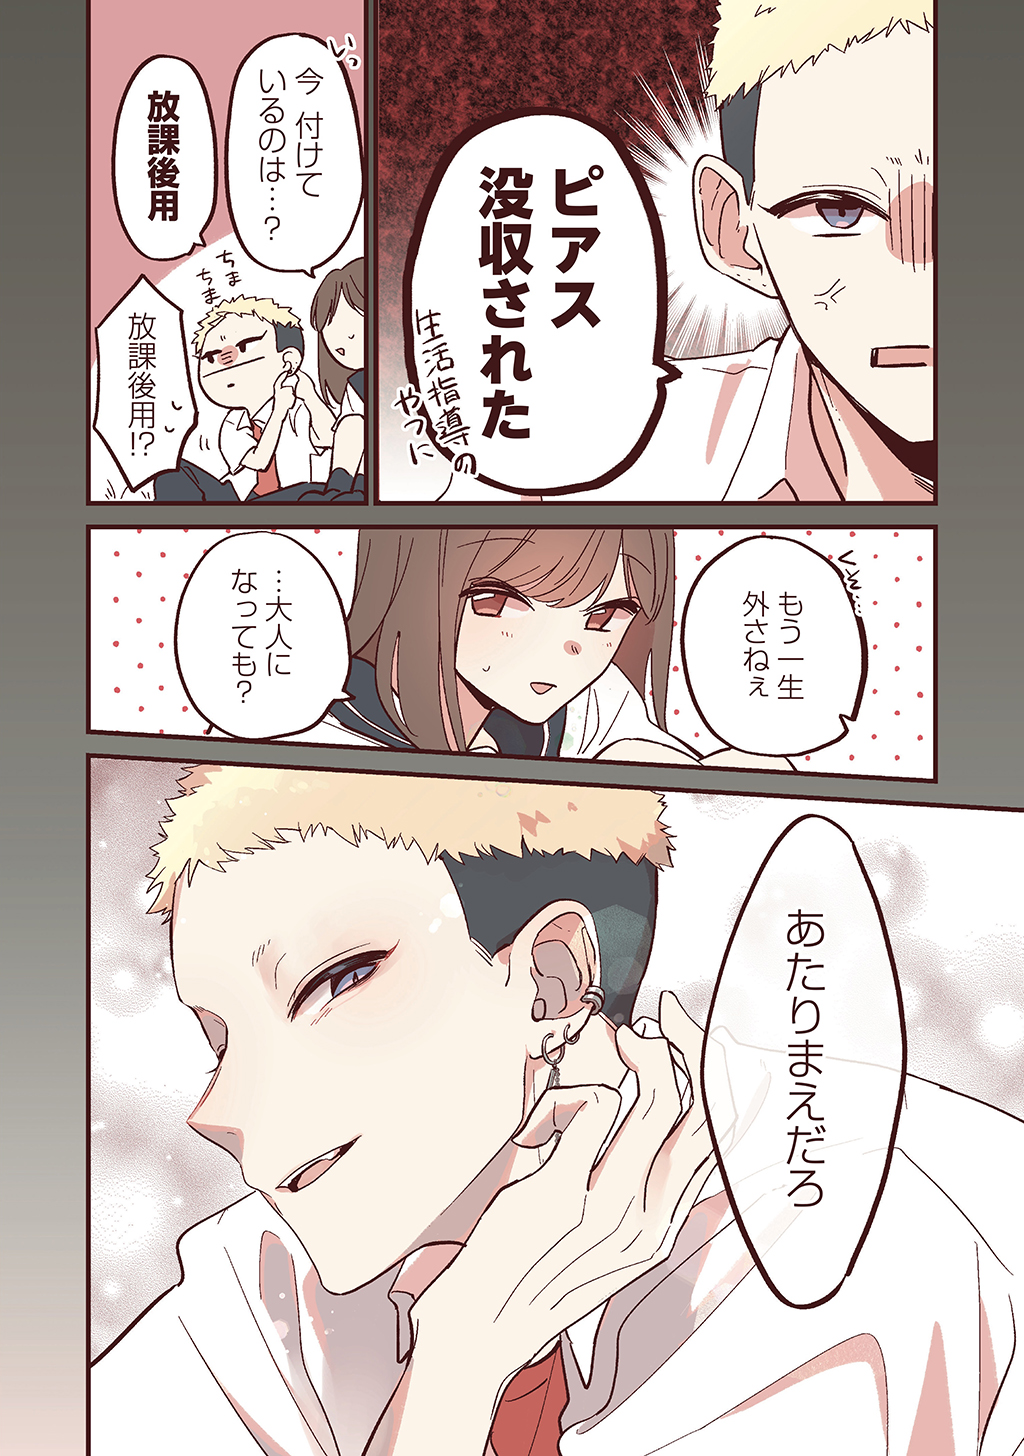 ピアス
没収された
生活指導の
やつに
いっ
今 付けて
いるのは…?
放課後用
ちま
ちま
放課後用!?
もう一生
外さねぇ
…大人に
なっても?
あたりまえだろ